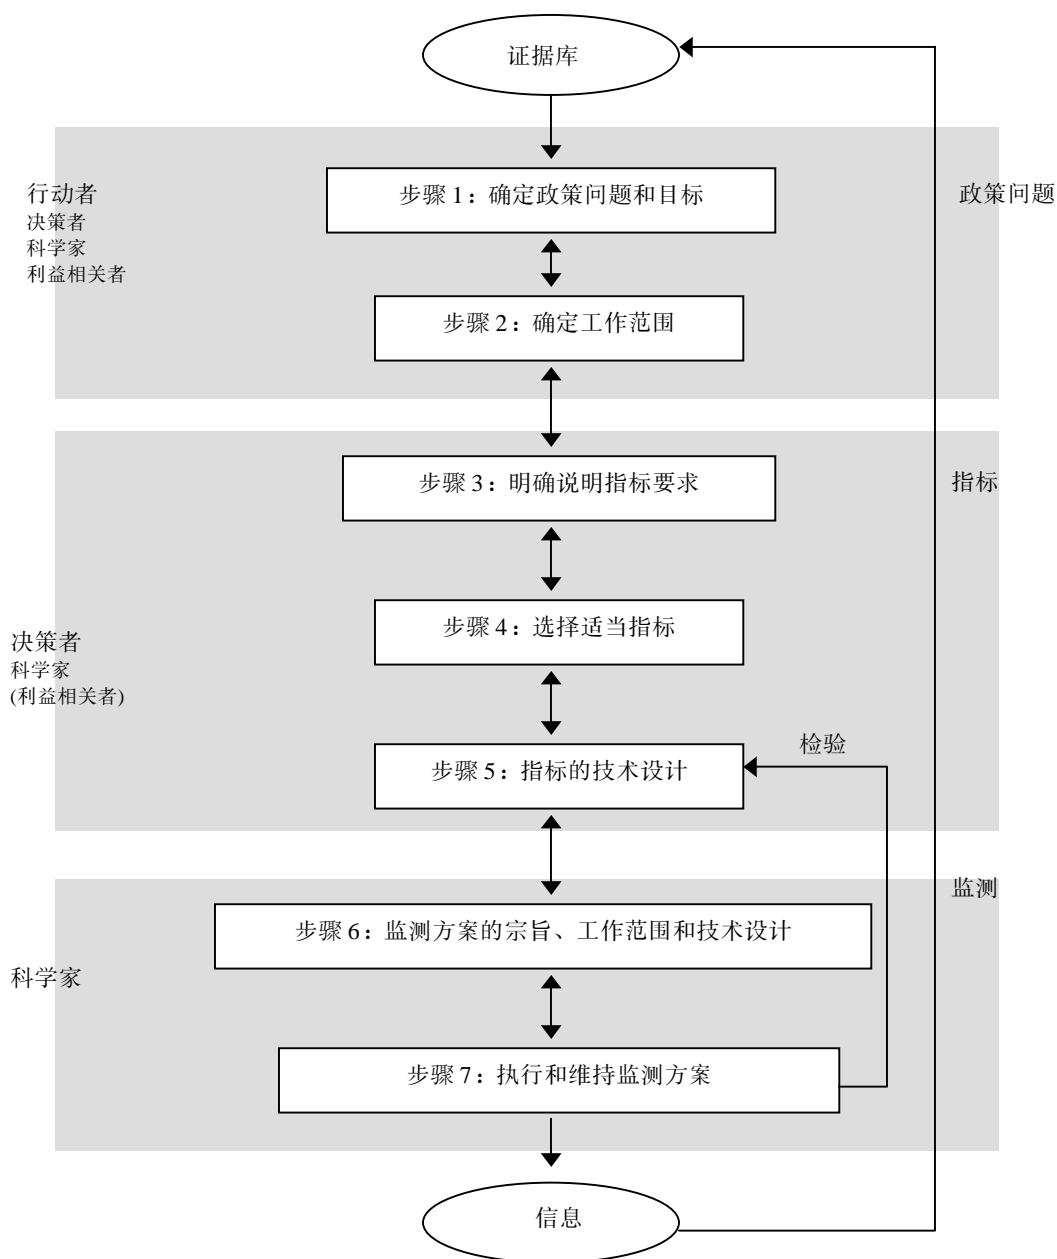 证据库
行动者
决策者
科学家
利益相关者
步骤 1：确定政策问题和目标
政策问题
步骤 2：确定工作范围
步骤 3：明确说明指标要求
指标
步骤 4：选择适当指标
决策者
科学家
(利益相关者)
检验
步骤 5：指标的技术设计
监测
步骤 6：监测方案的宗旨、工作范围和技术设计
科学家
步骤 7：执行和维持监测方案
信息